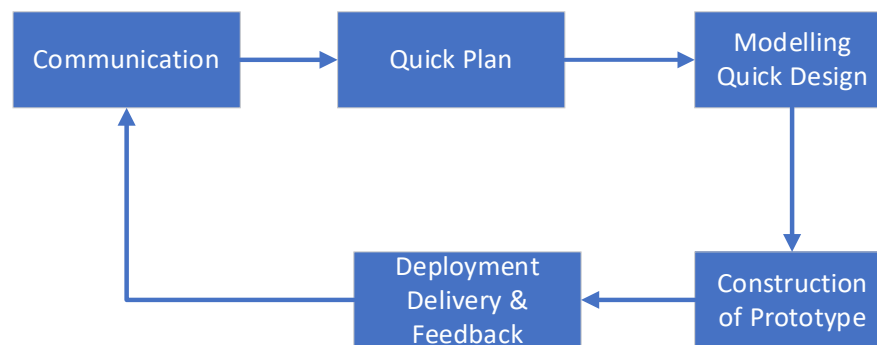 Communication
Quick Plan
Modelling
Quick Design
Construction
of Prototype
Deployment
Delivery &
Feedback